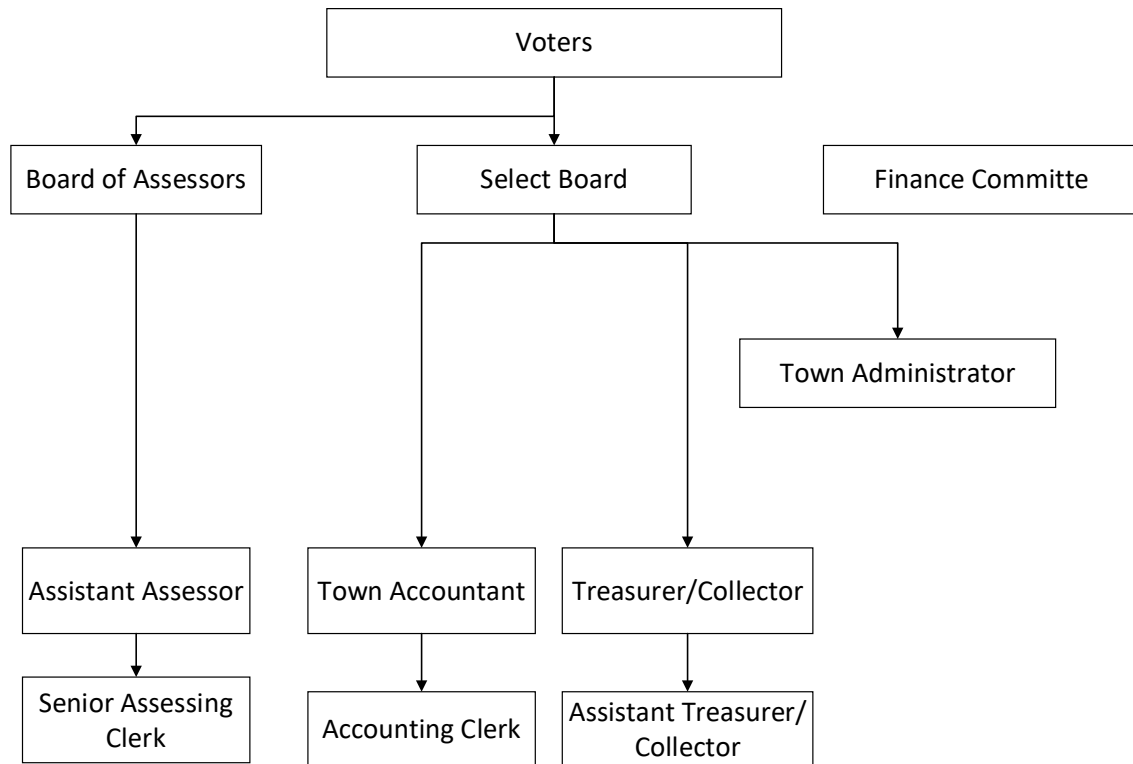 Voters
Board of Assessors
Select Board
Finance Committe
Town Administrator
Assistant Assessor
Town Accountant
Treasurer/Collector
Senior Assessing
Clerk
Accounting Clerk
Assistant Treasurer/
Collector